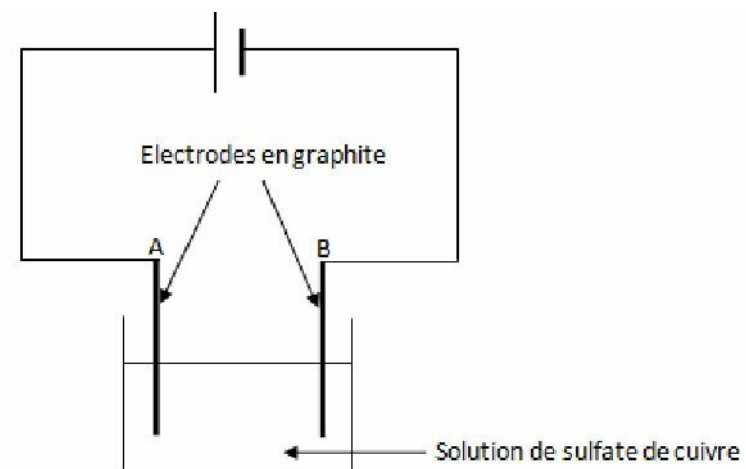 Electrodes en graphite
A
B
Solution de sulfate de cuivre